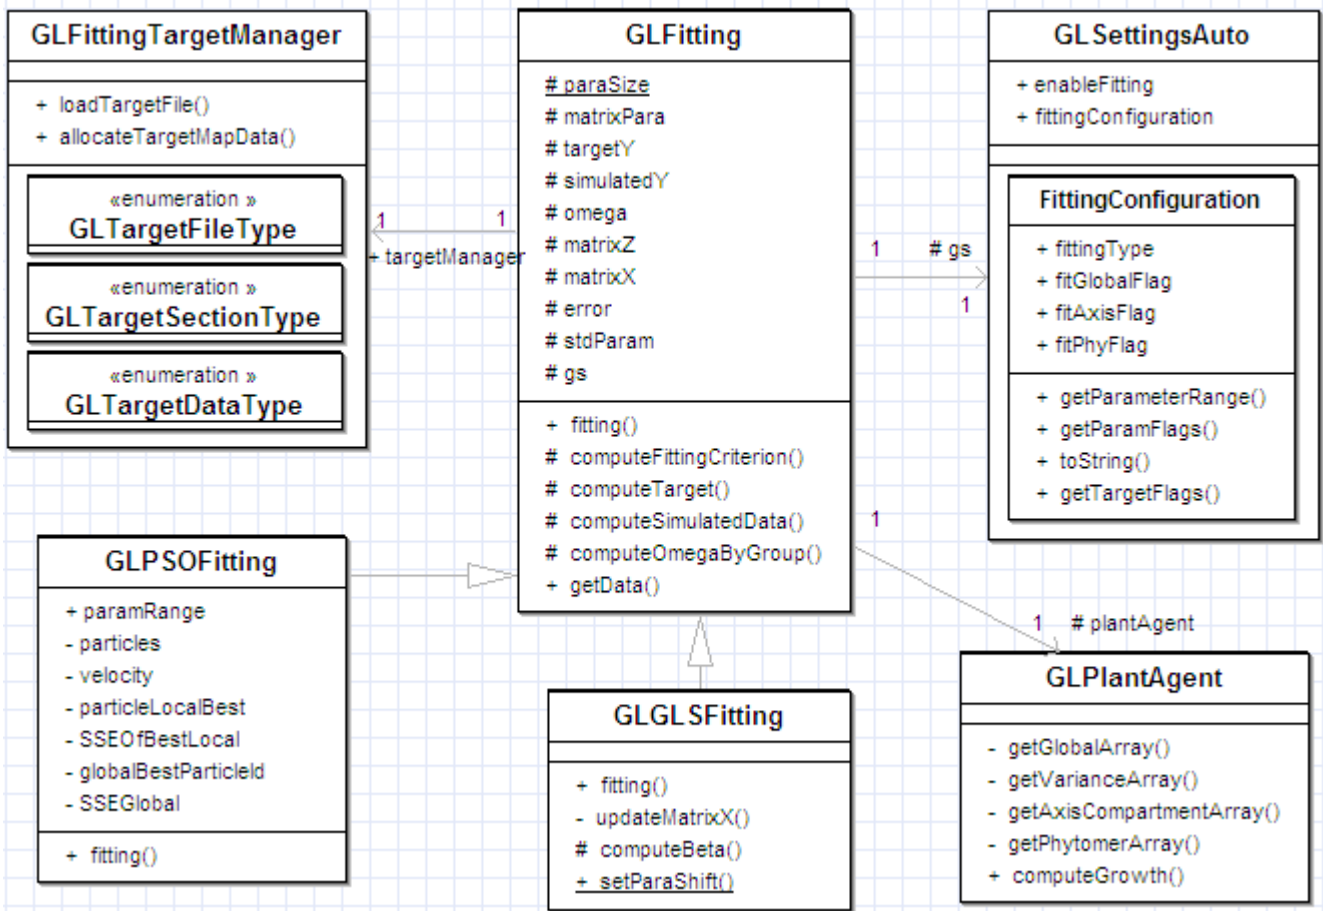 GLFittingTargetManager
+ loadTargetFile()
+ allocateTargetMapData()
«enumeration »
GLTargetFileType
«enumeration »
GLTargetSectionType
«enumeration »
GLTargetDataType
1
1
+ targetManager
GLFitting
# paraSize
# matrixPara
# targetY
# simulatedY
# omega
# matrixZ
# matrixX
# error
# stdParam
# gs
+ fitting()
# computeFittingCriterion()
# computeTarget()
# computeSimulatedData()
# computeOmegaByGroup()
+ getData()
1
# gs
1
GLSettingsAuto
+ enableFitting
+ fittingConfiguration
FittingConfiguration
+ fittingType
+ fitGlobalFlag
+ fitAxisFlag
+ fitPhyFlag
+ getParameterRange()
+ getParamFlags()
+ toString()
+ getTargetFlags()
1
1
# plantAgent
GLPSOFitting
+ paramRange
- particles
- velocity
- particleLocalBest
- SSEOfBestLocal
- globalBestParticleId
- SSEGlobal
+ fitting()
GLGLSFitting
+ fitting()
- updateMatrixX()
# computeBeta()
+ setParaShift()
GLPlantAgent
- getGlobalArray()
- getVarianceArray()
- getAxisCompartmentArray()
- getPhytomerArray()
+ computeGrowth()